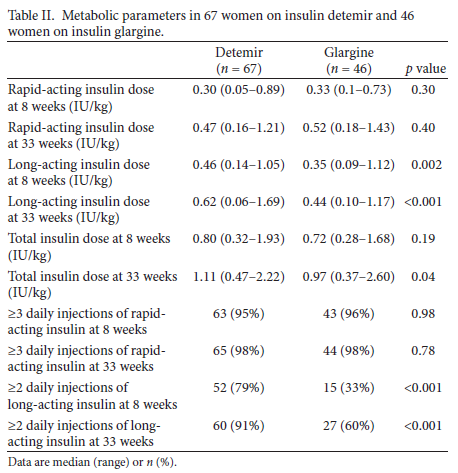 Table II. Metabolic parameters in 67 women on insulin detemir and 46
women on insulin glargine.
Detemir Glargine
(n = 67) (n = 46) p value
Rapid-acting insulin dose 0.30 (0.05–0.89) 0.33 (0.1–0.73) 0.30
at 8 weeks (IU/kg)
Rapid-acting insulin dose 0.47 (0.16–1.21) 0.52 (0.18–1.43) 0.40
at 33 weeks (IU/kg)
Long-acting insulin dose 0.46 (0.14–1.05) 0.35 (0.09–1.12) 0.002
at 8 weeks (IU/kg)
Long-acting insulin dose 0.62 (0.06–1.69) 0.44 (0.10–1.17) <0.001
at 33 weeks (IU/kg)
Total insulin dose at 8 weeks 0.80 (0.32–1.93) 0.72 (0.28–1.68) 0.19
(IU/kg)
Total insulin dose at 33 weeks 1.11 (0.47–2.22) 0.97 (0.37–2.60) 0.04
(IU/kg)
≥3 daily injections of rapid- 63 (95%) 43 (96%) 0.98
acting insulin at 8 weeks
≥3 daily injections of rapid- 65 (98%) 44 (98%) 0.78
acting insulin at 33 weeks
≥2 daily injections of 52 (79%) 15 (33%) <0.001
long-acting insulin at 8 weeks
≥2 daily injections of long- 60 (91%) 27 (60%) <0.001
acting insulin at 33 weeks
Data are median (range) or n (%).